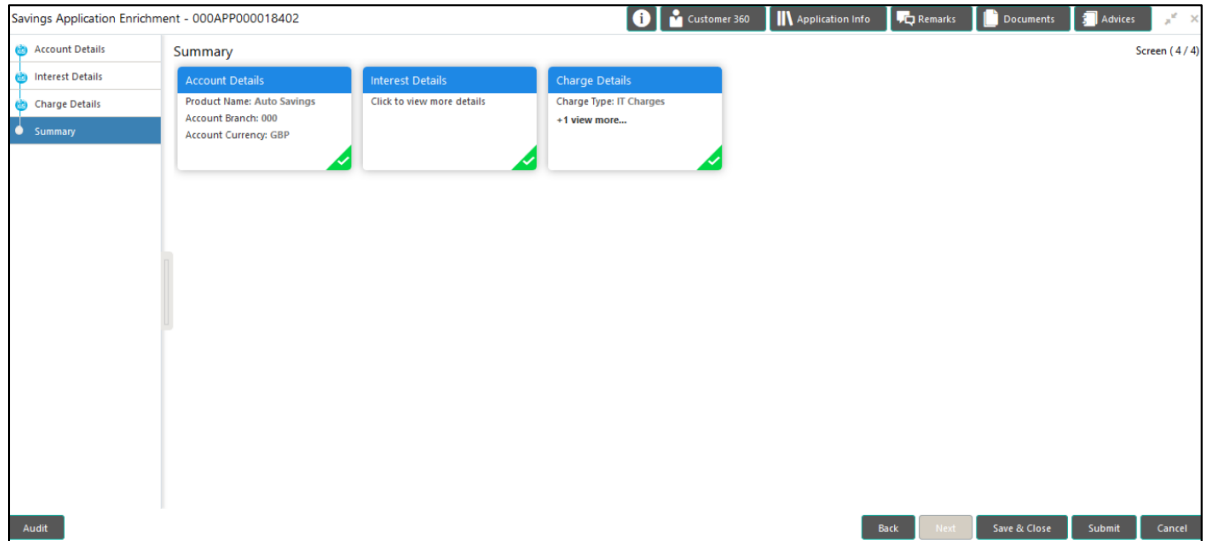 Savings Application Enrichment - 000APP000018402
i
Customer 360
Application Info
Remarks
Documents
Advices
Account Details
Interest Details
Charge Details
Summary
Summary
Screen ( 4 / 4)
Account Details
Product Name: Auto Savings
Account Branch: 000
Account Currency: GBP
Interest Details
Click to view more details
Charge Details
Charge Type: IT Charges
+1 view more...
Audit
Back
Next
Save & Close
Submit
Cancel